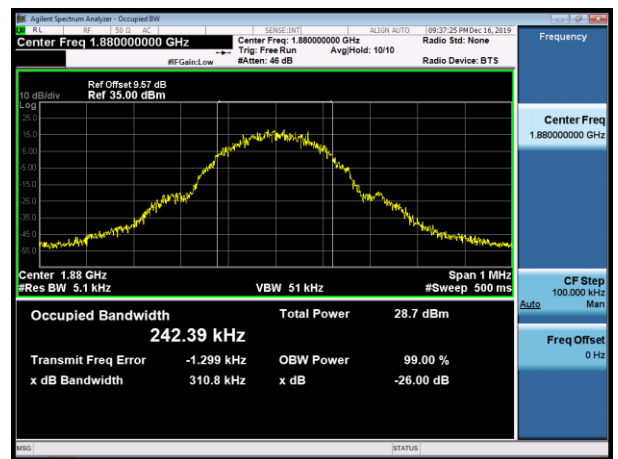 Agilent Spectrum Analyzer - Occupied BW
RL RF 50 Ω AC SENSE:INT ALIGN AUTO 09:37:25 PM Dec 16, 2019
Center Freq 1.880000000 GHz Center Freq: 1.880000000 GHz Radio Std: None Frequency
Trig: Free Run Avg|Hold: 10/10
#IFGain:Low #Atten: 46 dB Radio Device: BTS
Ref Offset 9.57 dB
10 dB/div Ref 35.00 dBm
Log
25.0
15.0
5.00
-5.00
-15.0
-25.0
-35.0
-45.0
-55.0
Center Freq
1.880000000 GHz
Center 1.88 GHz Span 1 MHz
#Res BW 5.1 kHz VBW 51 kHz #Sweep 500 ms
CF Step
100.000 kHz
Auto Man
Occupied Bandwidth Total Power 28.7 dBm
242.39 kHz
Freq Offset
0 Hz
Transmit Freq Error -1.299 kHz OBW Power 99.00 %
x dB Bandwidth 310.8 kHz x dB -26.00 dB
MSG STATUS